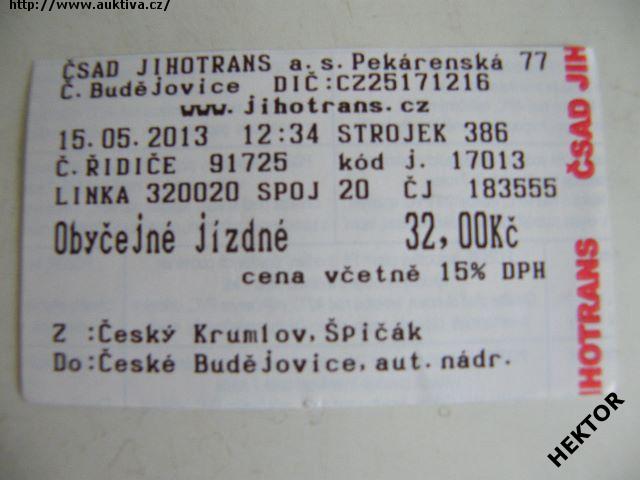 http://www.auktiva.cz/
ČSAD JIHOTRANS a.s. Pekárenská 77
Č. Budějovice DIČ:CZ25171216
www.jihotrans.cz
15.05.2013 12:34 STROJEK 386
Č.ŘIDIČE 91725 kód j. 17013
LINKA 320020 SPOJ 20 ČJ 183555
Obyčejné jízdné 32,00Kč
cena včetně 15% DPH
Z :Český Krumlov,Špičák
Do:České Budějovice,aut.nádr.
ČSAD JIH
IHOTRANS
HEKTOR